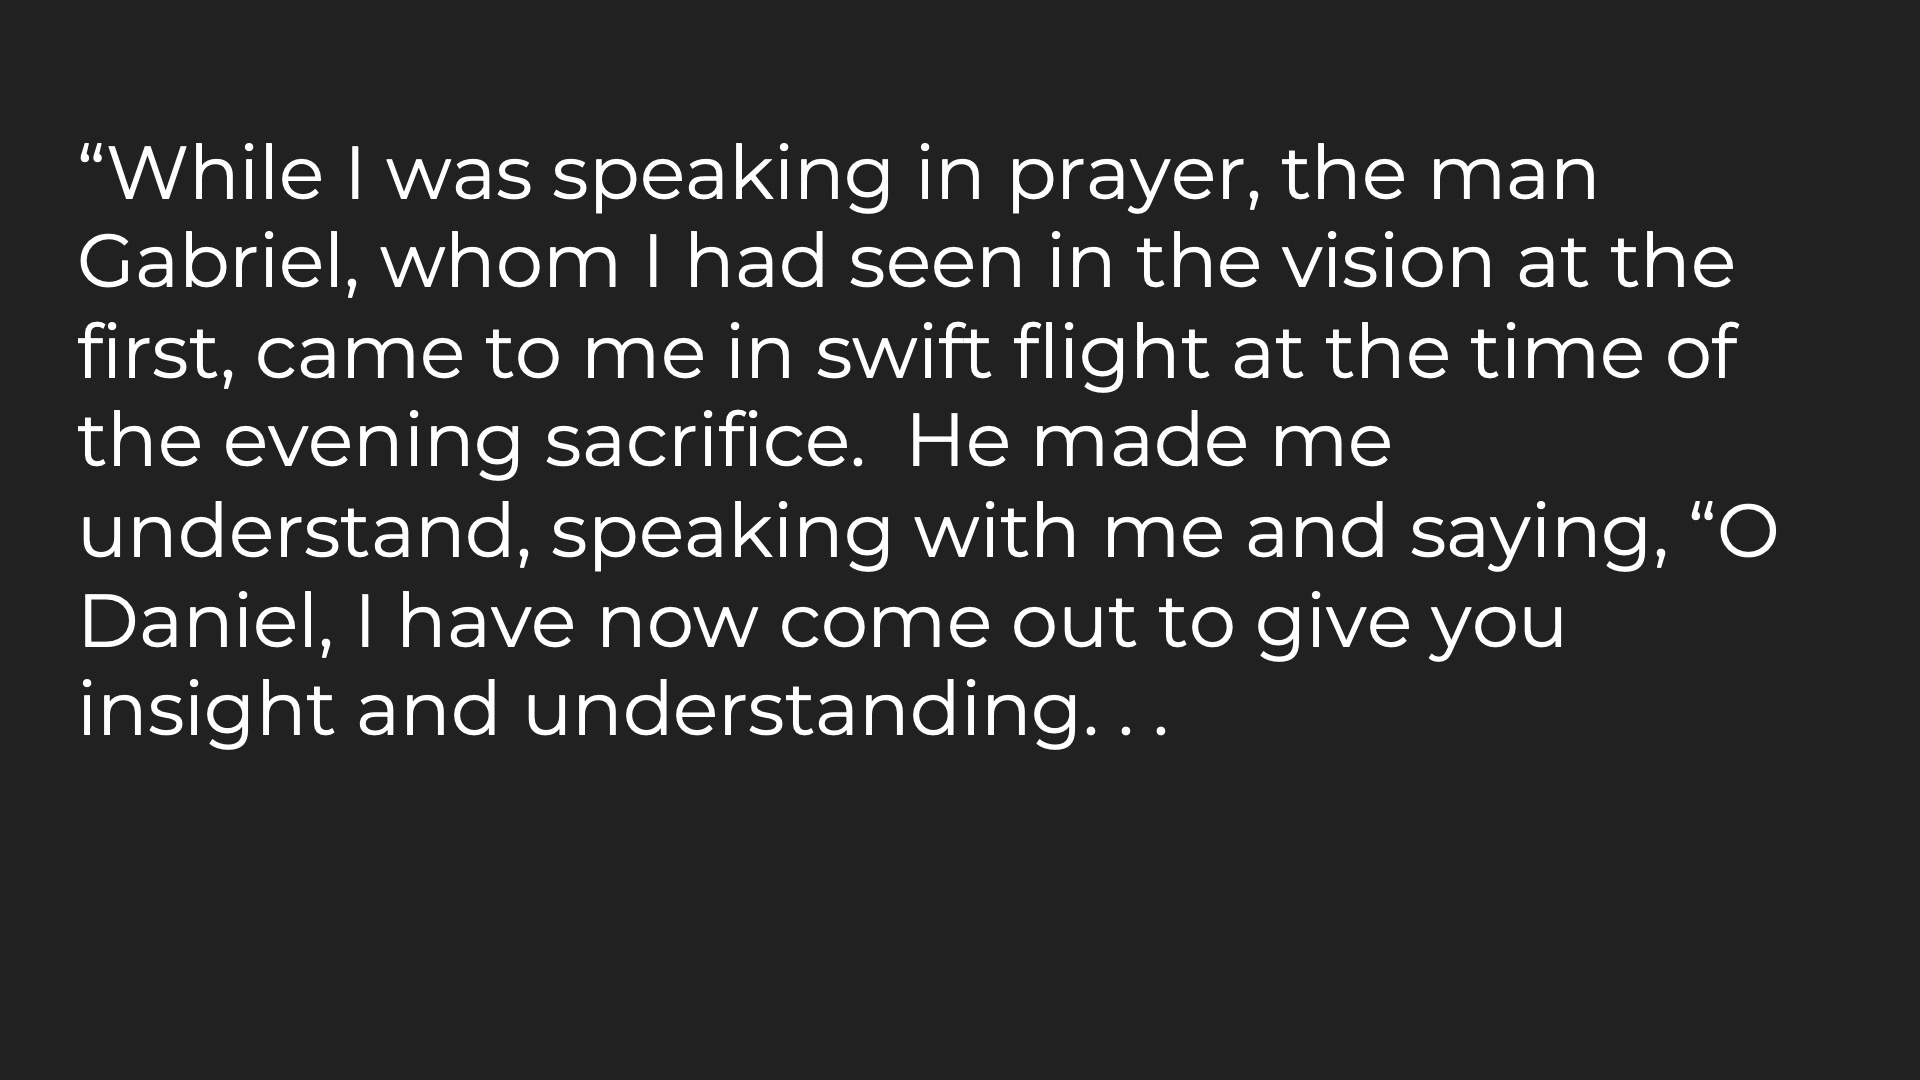 “While I was speaking in prayer, the man
Gabriel, whom I had seen in the vision at the
first, came to me in swift flight at the time of
the evening sacrifice.  He made me
understand, speaking with me and saying, “O
Daniel, I have now come out to give you
insight and understanding. . .